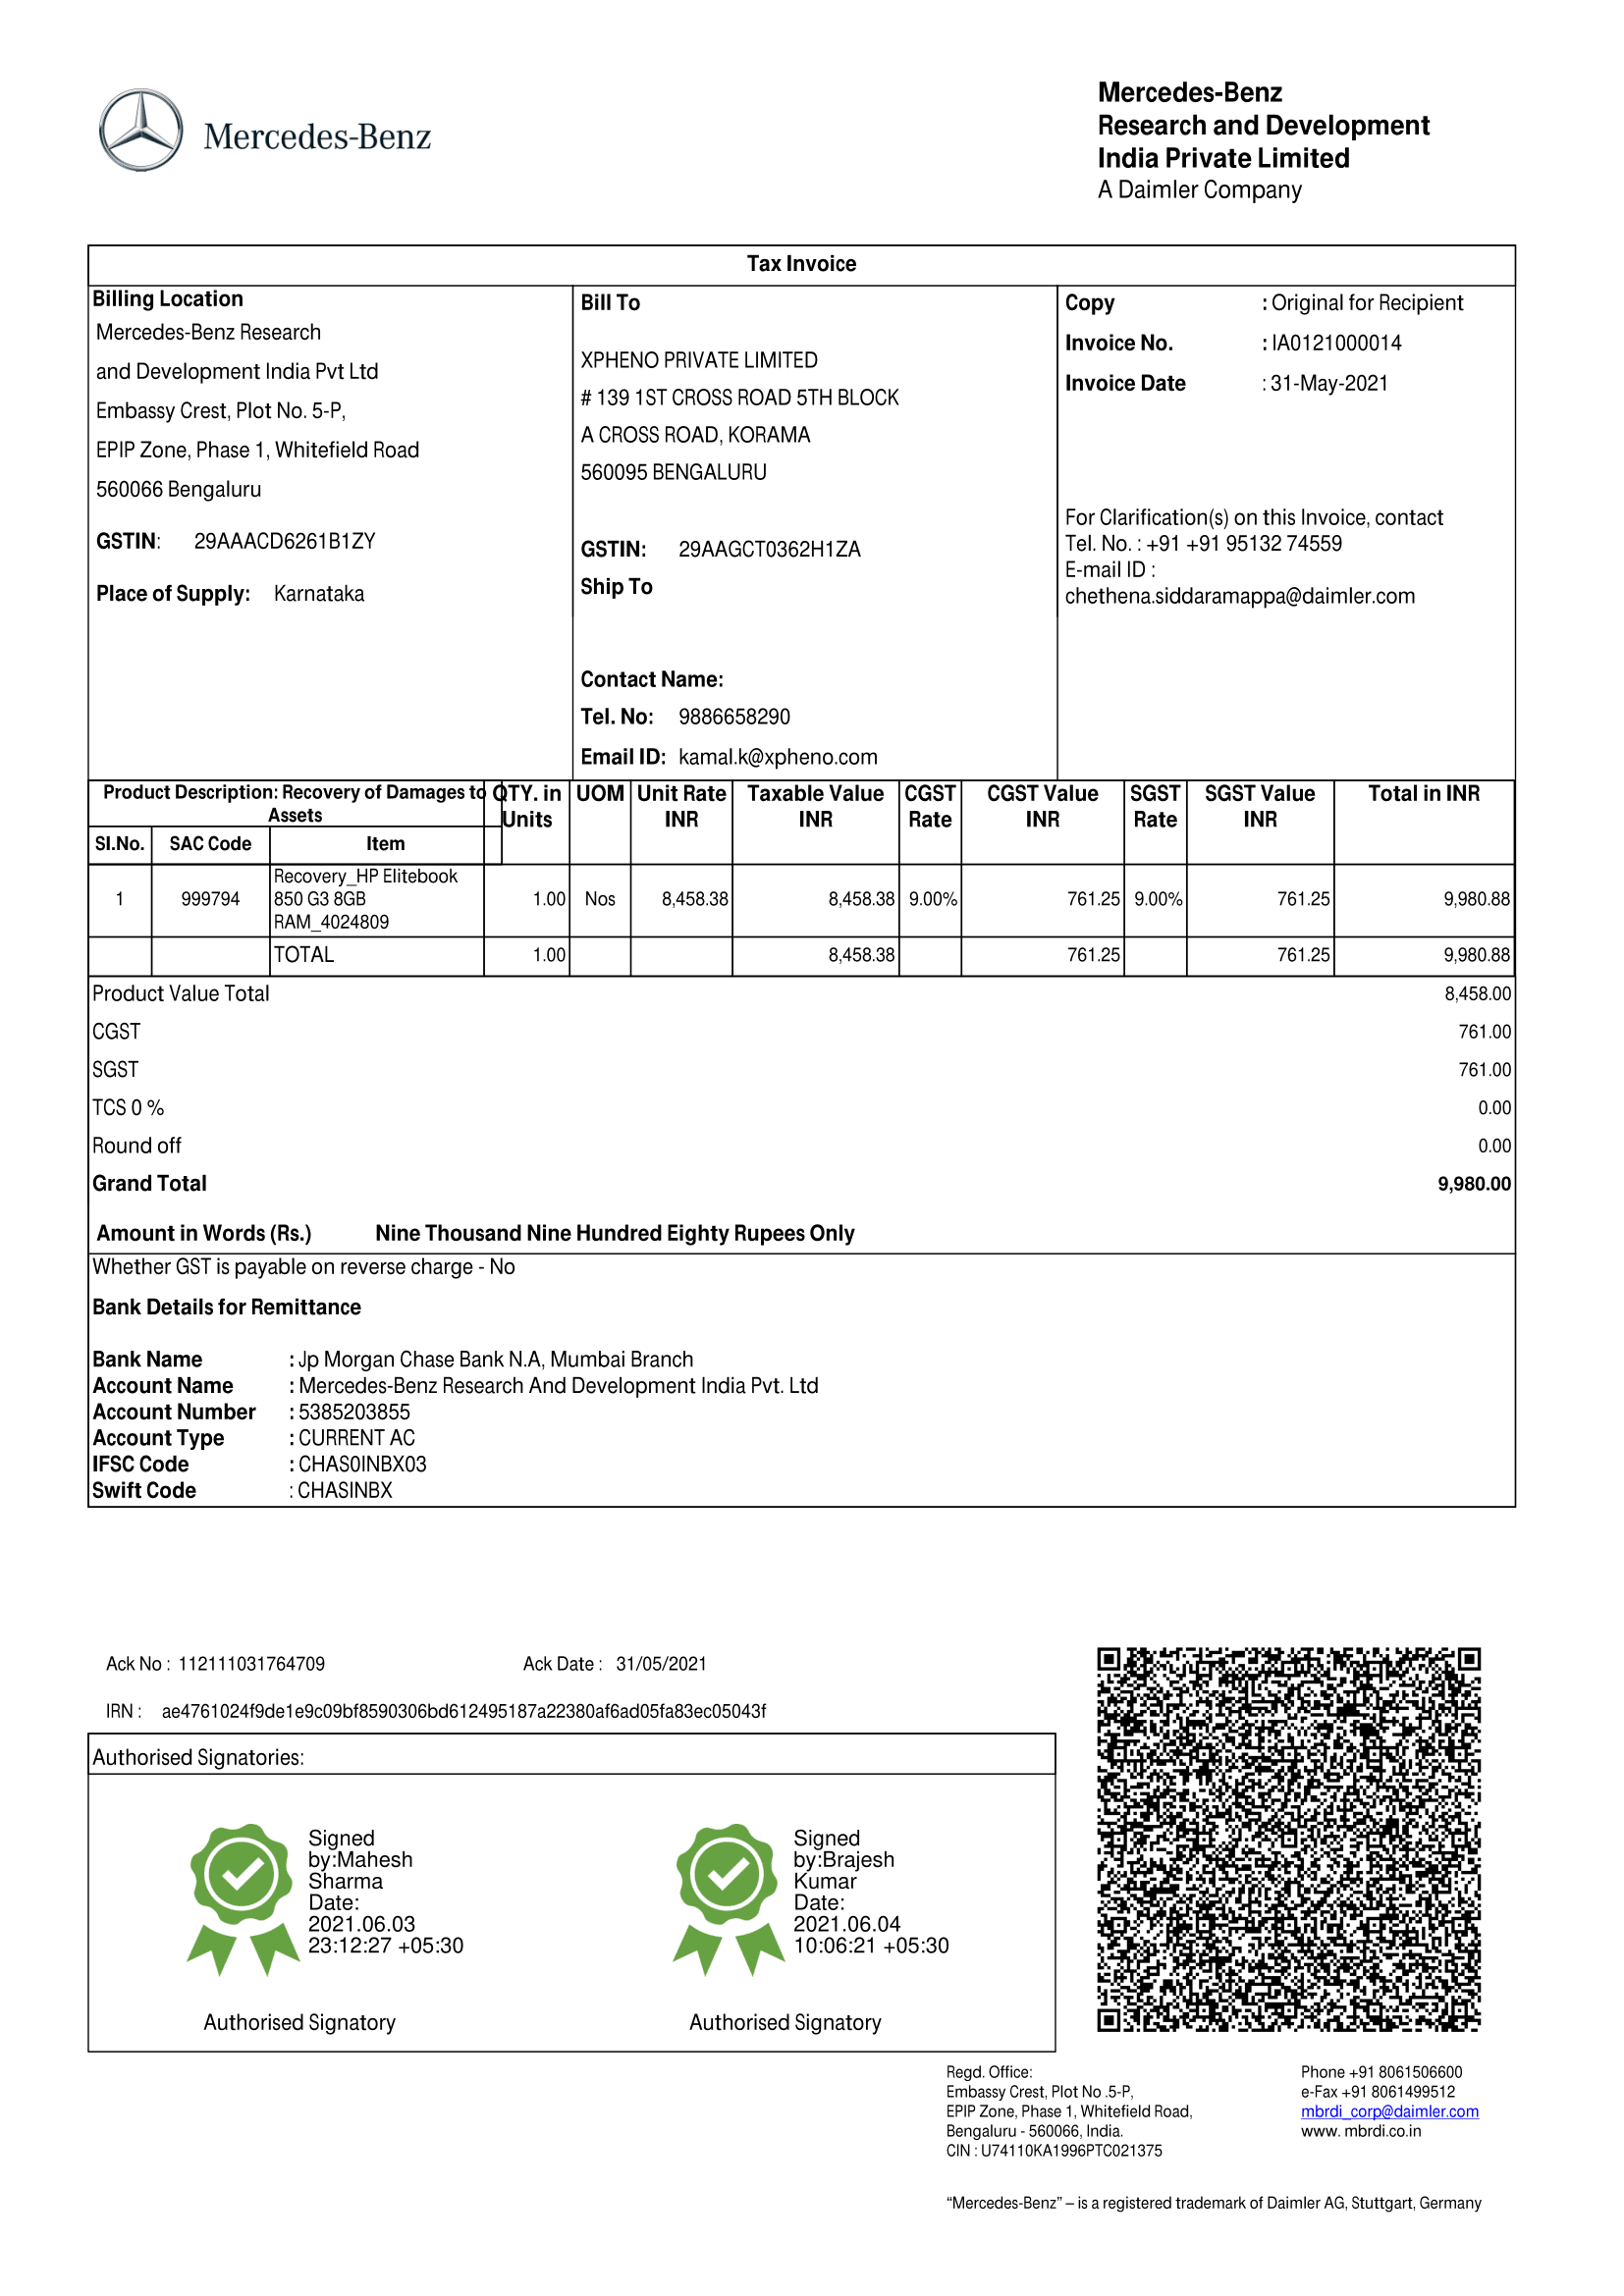 Mercedes-Benz
Mercedes-Benz
Research and Development
India Private Limited
A Daimler Company
Tax Invoice
Billing Location
Mercedes-Benz Research
and Development India Pvt Ltd
Embassy Crest, Plot No. 5-P,
EPIP Zone, Phase 1, Whitefield Road
560066 Bengaluru
GSTIN: 29AAACD6261B1ZY
Place of Supply: Karnataka
Bill To
XPHENO PRIVATE LIMITED
# 139 1ST CROSS ROAD 5TH BLOCK
A CROSS ROAD, KORAMA
560095 BENGALURU
GSTIN: 29AAGCT0362H1ZA
Ship To
Contact Name:
Tel. No: 9886658290
Email ID: kamal.k@xpheno.com
Copy : Original for Recipient
Invoice No. : IA0121000014
Invoice Date : 31-May-2021
For Clarification(s) on this Invoice, contact
Tel. No. : +91 +91 95132 74559
E-mail ID :
chethena.siddaramappa@daimler.com
Product Description: Recovery of Damages to Assets QTY. in Units UOM Unit Rate INR Taxable Value INR CGST Rate CGST Value INR SGST Rate SGST Value INR Total in INR
SI.No. SAC Code Item
1 999794 Recovery_HP Elitebook 850 G3 8GB RAM_4024809 1.00 Nos 8,458.38 8,458.38 9.00% 761.25 9.00% 761.25 9,980.88
TOTAL 1.00 8,458.38 761.25 761.25 9,980.88
Product Value Total 8,458.00
CGST 761.00
SGST 761.00
TCS 0 % 0.00
Round off 0.00
Grand Total 9,980.00
Amount in Words (Rs.) Nine Thousand Nine Hundred Eighty Rupees Only
Whether GST is payable on reverse charge - No
Bank Details for Remittance
Bank Name : Jp Morgan Chase Bank N.A, Mumbai Branch
Account Name : Mercedes-Benz Research And Development India Pvt. Ltd
Account Number : 5385203855
Account Type : CURRENT AC
IFSC Code : CHAS0INBX03
Swift Code : CHASINBX
Ack No : 112111031764709 Ack Date : 31/05/2021
IRN : ae4761024f9de1e9c09bf8590306bd612495187a22380af6ad05fa83ec05043f
Authorised Signatories:
Signed
by:Mahesh
Sharma
Date:
2021.06.03
23:12:27 +05:30
Authorised Signatory
Signed
by:Brajesh
Kumar
Date:
2021.06.04
10:06:21 +05:30
Authorised Signatory
Regd. Office:
Embassy Crest, Plot No .5-P,
EPIP Zone, Phase 1, Whitefield Road,
Bengaluru - 560066, India.
CIN : U74110KA1996PTC021375
Phone +91 8061506600
e-Fax +91 8061499512
mbrdi_corp@daimler.com
www. mbrdi.co.in
“Mercedes-Benz” – is a registered trademark of Daimler AG, Stuttgart, Germany